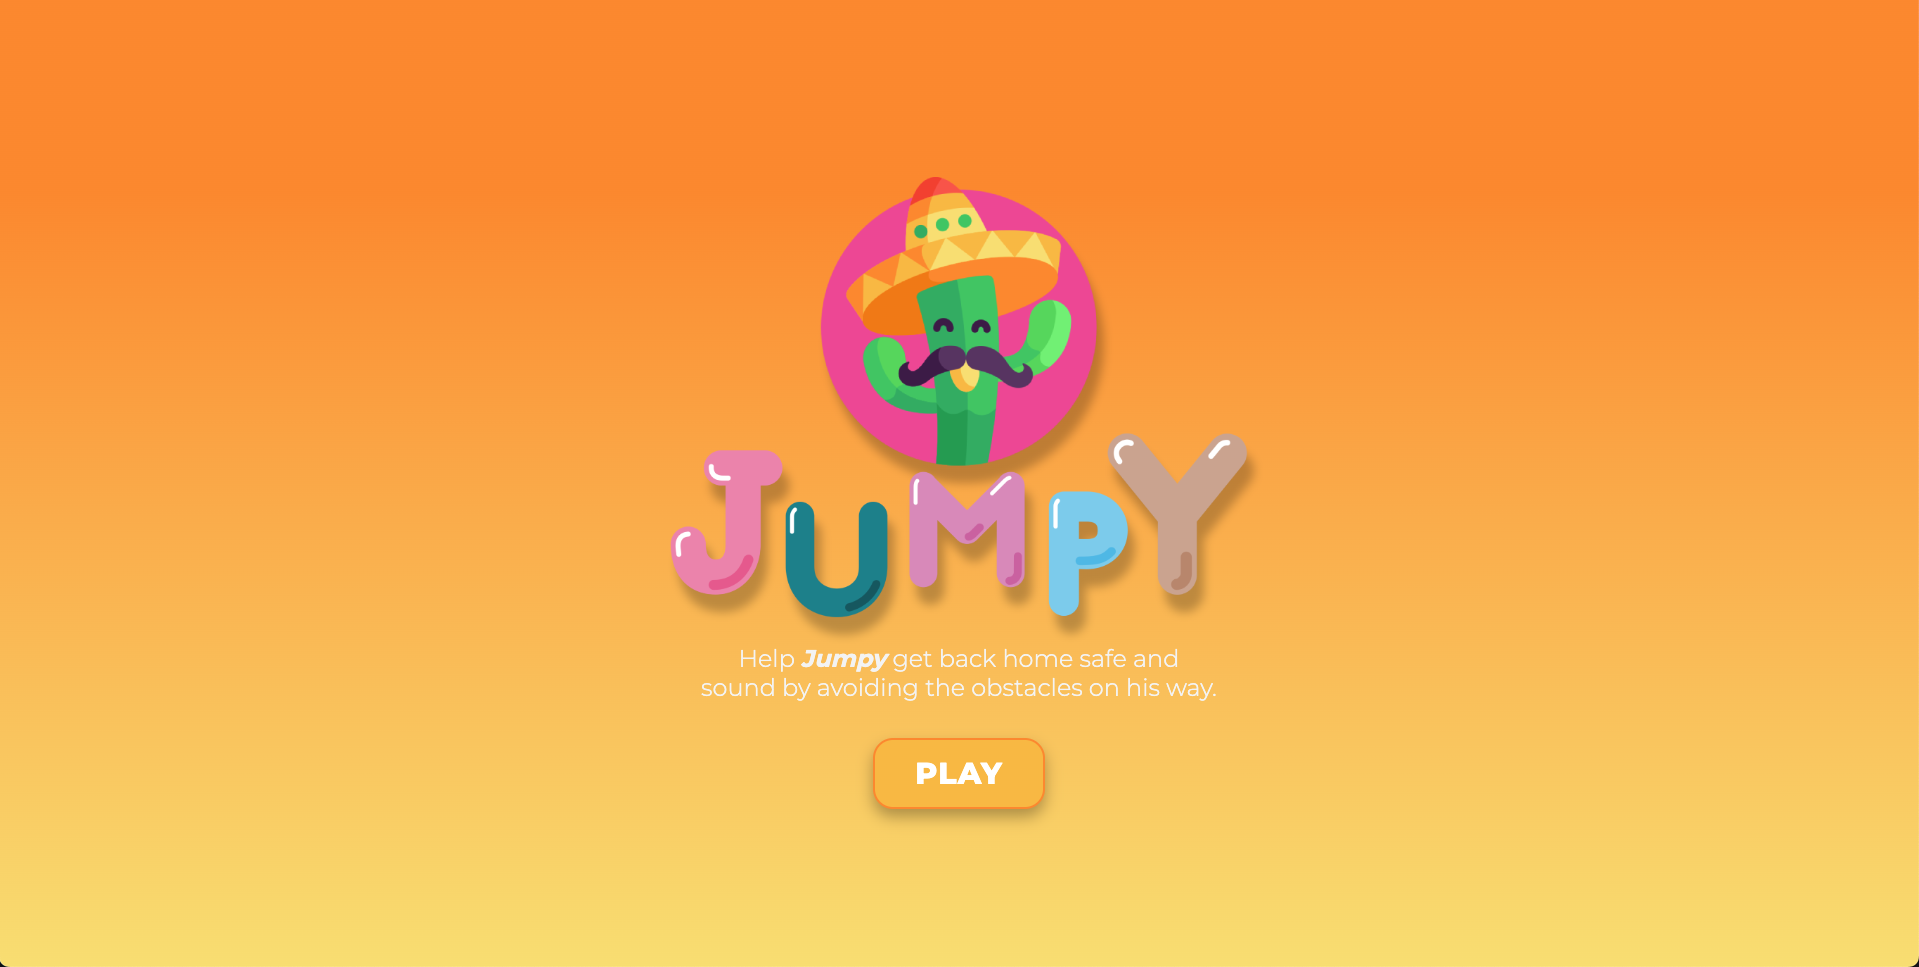 JUMPY
Help Jumpy get back home safe and
sound by avoiding the obstacles on his way.
PLAY